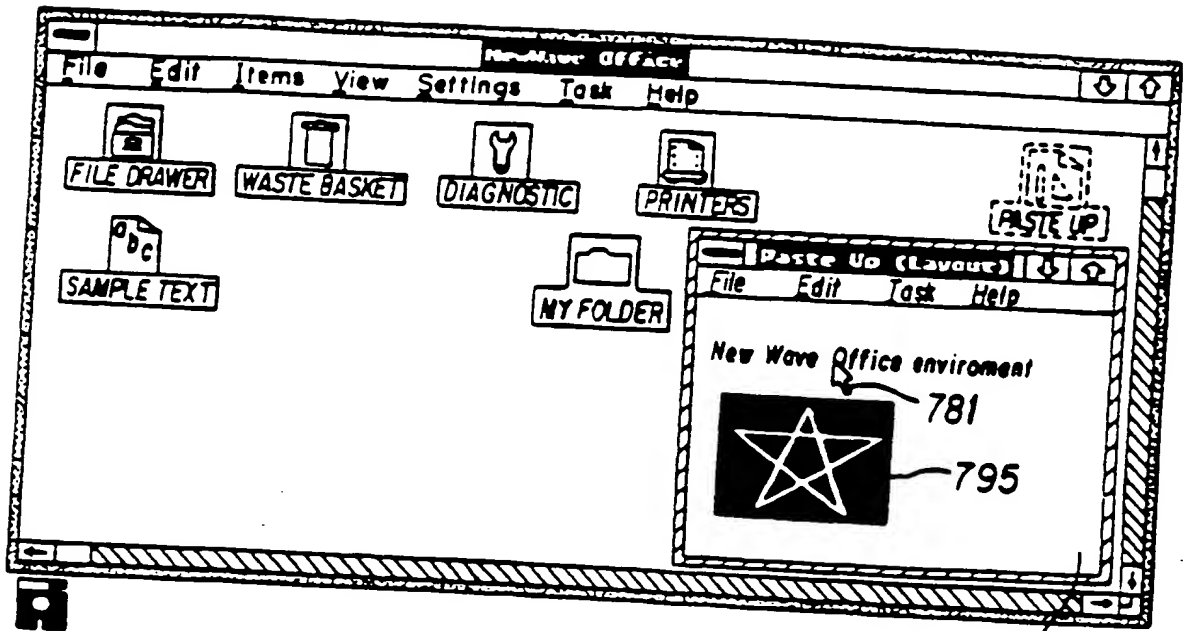 NewWave Office
File Edit Items View Settings Task Help
FILE DRAWER WASTE BASKET DIAGNOSTIC PRINTERS PASTE UP
abc
SAMPLE TEXT MY FOLDER
Paste Up (Layout)
File Edit Task Help
New Wave Office enviroment
781
795